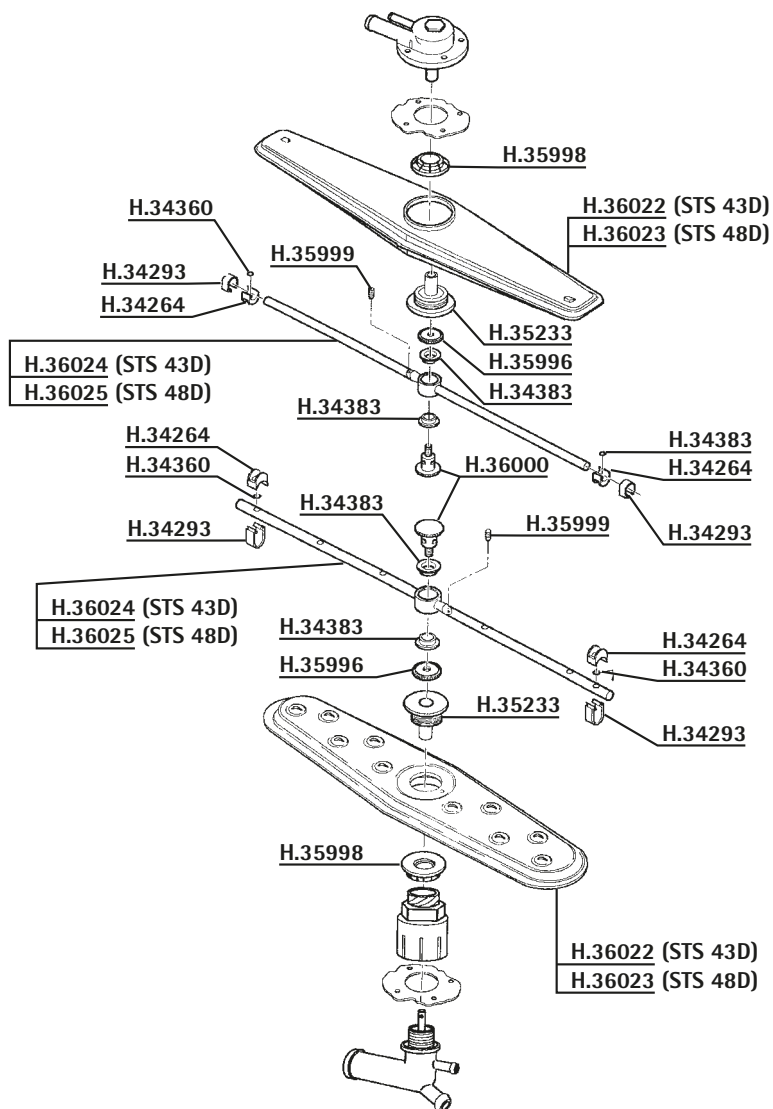 H.35998
H.34360
H.36022 (STS 43D)
H.36023 (STS 48D)
H.35999
H.34293
H.34264
H.35233
H.35996
H.36024 (STS 43D)
H.34383
H.36025 (STS 48D)
H.34383
H.34264
H.34383
H.34360
H.34264
H.36000
H.34383
H.35999
H.34293
H.34293
H.36024 (STS 43D)
H.36025 (STS 48D)
H.34383
H.34264
H.35996
H.34360
H.35233
H.34293
H.35998
H.36022 (STS 43D)
H.36023 (STS 48D)